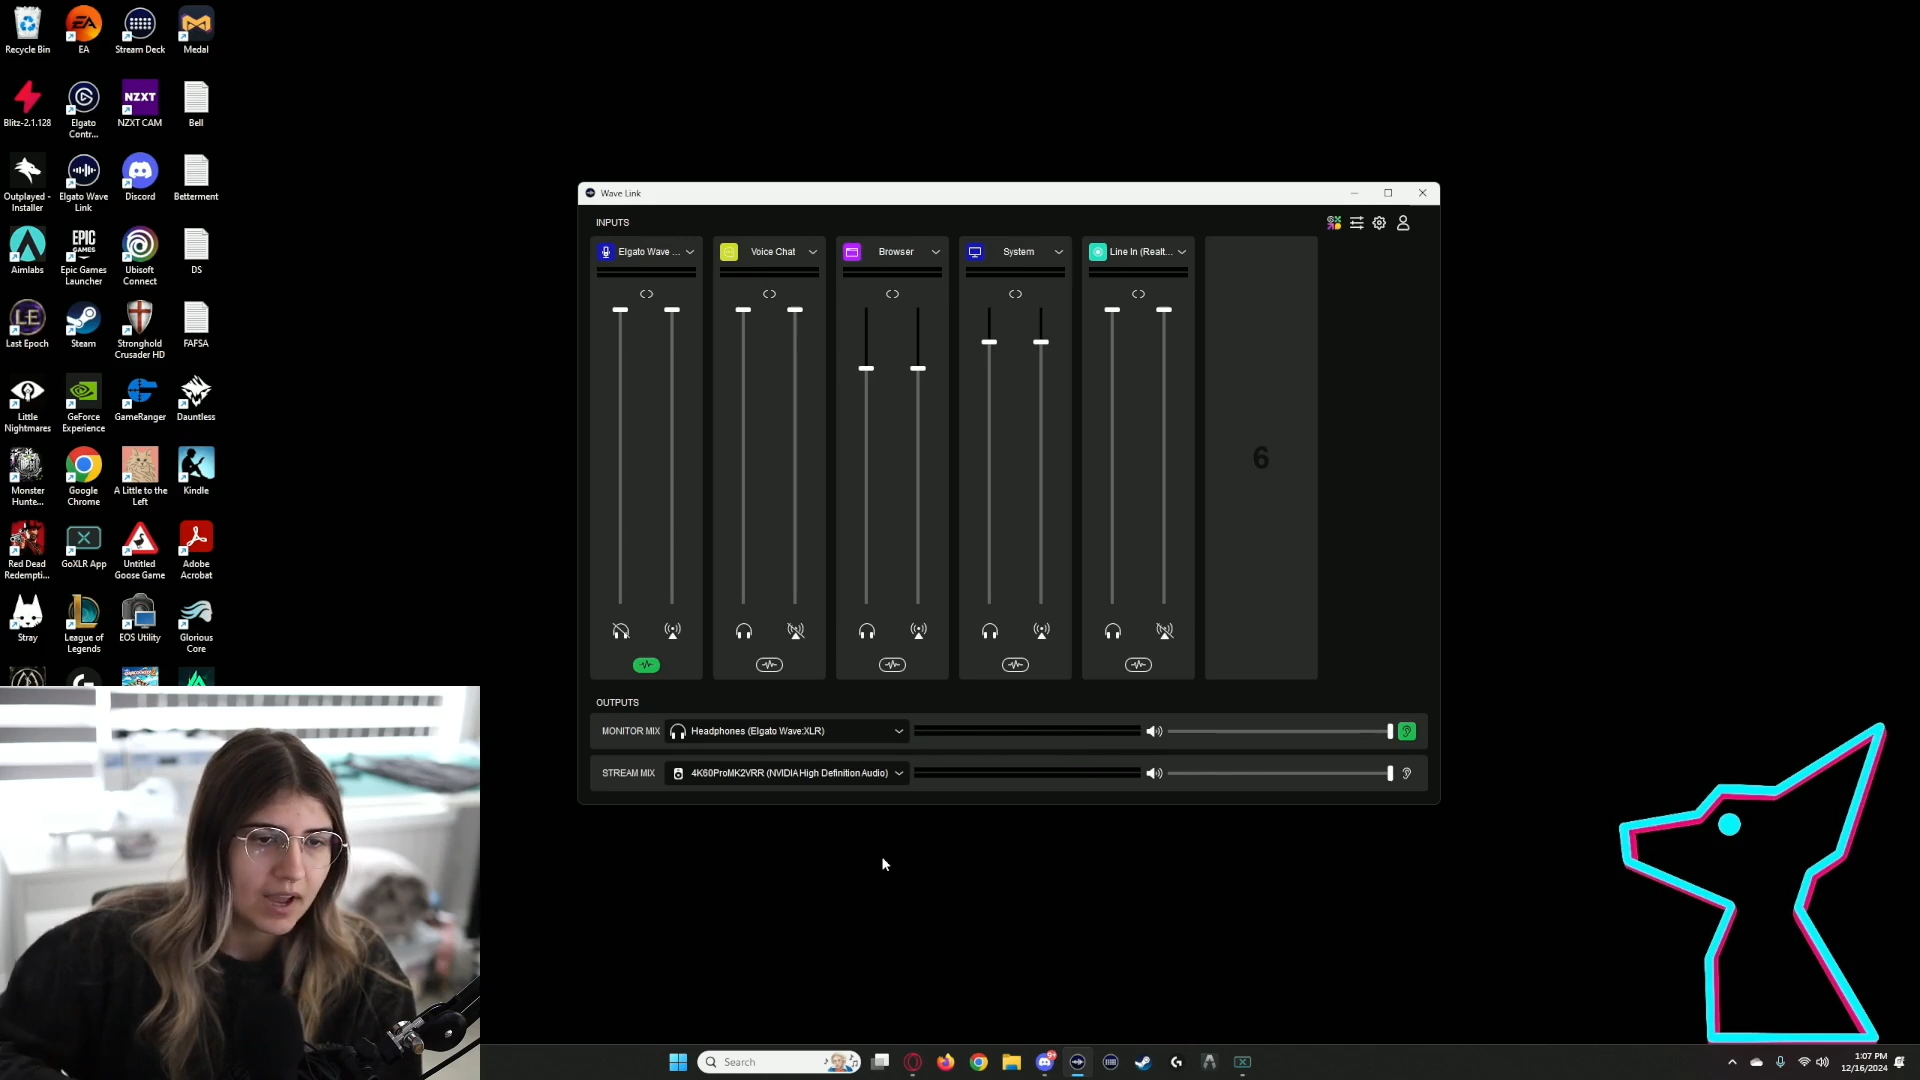 Recycle Bin
EA
Stream Deck
Medal
Blitz-2.1.128
Elgato
Contr...
NZXT
NZXT CAM
Bell
Outplayed -
Installer
Elgato Wave
Link
Discord
Betterment
Aimlabs
EPIC
GAMES
Epic Games
Launcher
Ubisoft
Connect
DS
LE
Last Epoch
Steam
Stronghold
Crusader HD
FAFSA
Little
Nightmares
GeForce
Experience
GameRanger
Dauntless
Monster
Hunte...
Google
Chrome
A Little to the
Left
Kindle
Red Dead
Redempti...
GoXLR App
Untitled
Goose Game
Adobe
Acrobat
Stray
League of
Legends
EOS Utility
Glorious
Core
Wave Link
INPUTS
Elgato Wave ...
Voice Chat
Browser
System
Line In (Realt...
6
OUTPUTS
MONITOR MIX
Headphones (Elgato Wave:XLR)
STREAM MIX
4K60ProMK2VRR (NVIDIA High Definition Audio)
Search
1:07 PM
12/16/2024